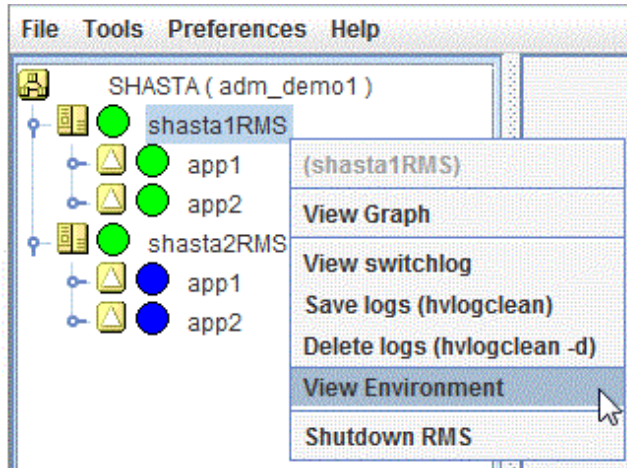 File Tools Preferences Help
SHASTA ( adm_demo1 )
shasta1RMS
app1
app2
shasta2RMS
app1
app2
(shasta1RMS)
View Graph
View switchlog
Save logs (hvlogclean)
Delete logs (hvlogclean -d)
View Environment
Shutdown RMS